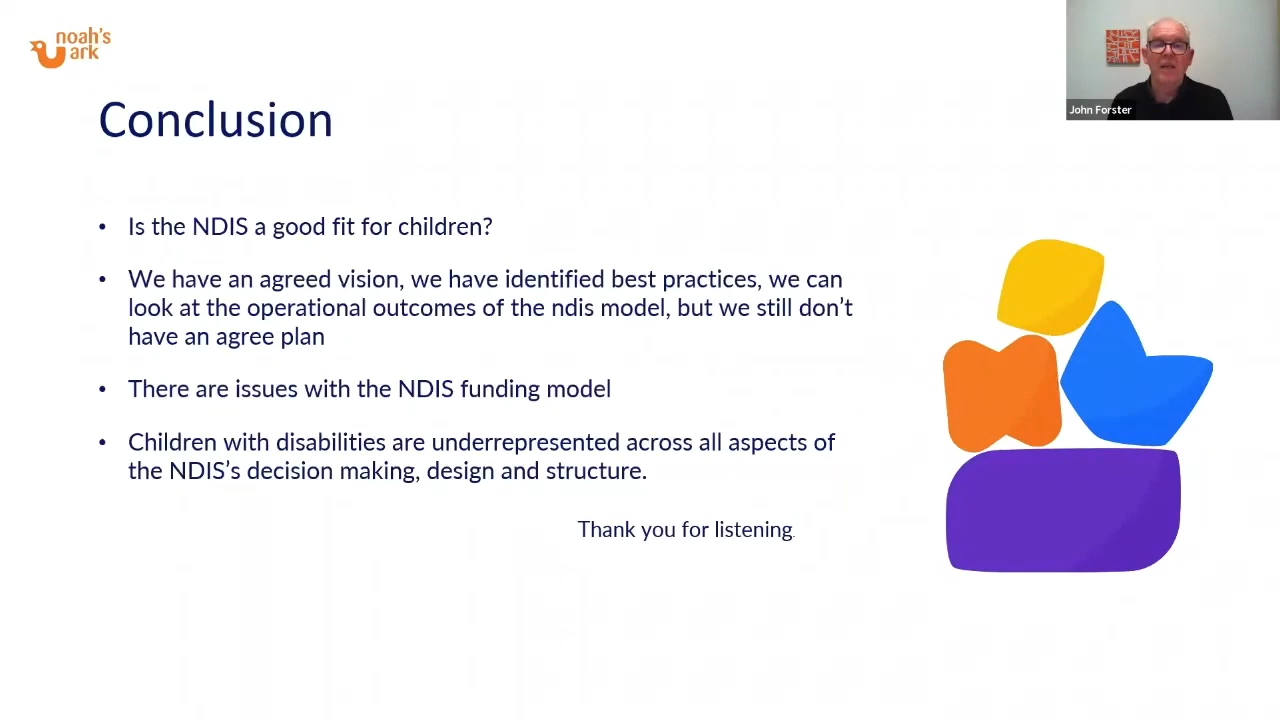 noah's
ark
John Forster
Conclusion
• Is the NDIS a good fit for children?
• We have an agreed vision, we have identified best practices, we can
look at the operational outcomes of the ndis model, but we still don't
have an agree plan
• There are issues with the NDIS funding model
• Children with disabilities are underrepresented across all aspects of
the NDIS's decision making, design and structure.
Thank you for listening.